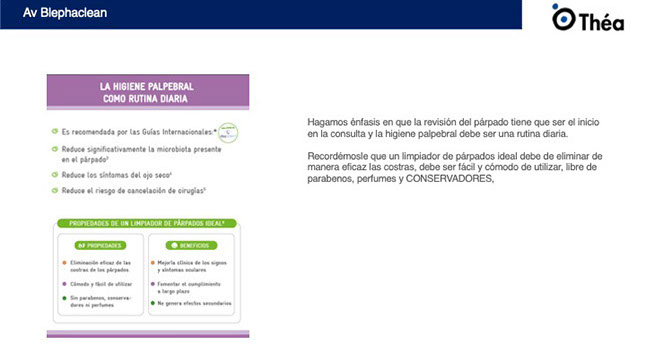 Av Blephaclean
Théa
LA HIGIENE PALPEBRAL
COMO RUTINA DIARIA
Es recomendada por las Guías Internacionales.
Reduce significativamente la microbiota presente
en el párpado
Reduce los síntomas del ojo seco
Reduce el riesgo de cancelación de cirugías
PROPIEDADES DE UN LIMPIADOR DE PÁRPADOS IDEAL
PROPIEDADES
Eliminación eficaz de las
costras de los párpados
Cómodo y fácil de utilizar
Sin parabenos, conserva-
dores ni perfumes
BENEFICIOS
Mejoría clínica de los signos
y síntomas oculares
Fomentar el cumplimiento
a largo plazo
No genera efectos secundarios
Hagamos énfasis en que la revisión del párpado tiene que ser el inicio
en la consulta y la higiene palpebral debe ser una rutina diaria.
Recordémosle que un limpiador de párpados ideal debe de eliminar de
manera eficaz las costras, debe ser fácil y cómodo de utilizar, libre de
parabenos, perfumes y CONSERVADORES,